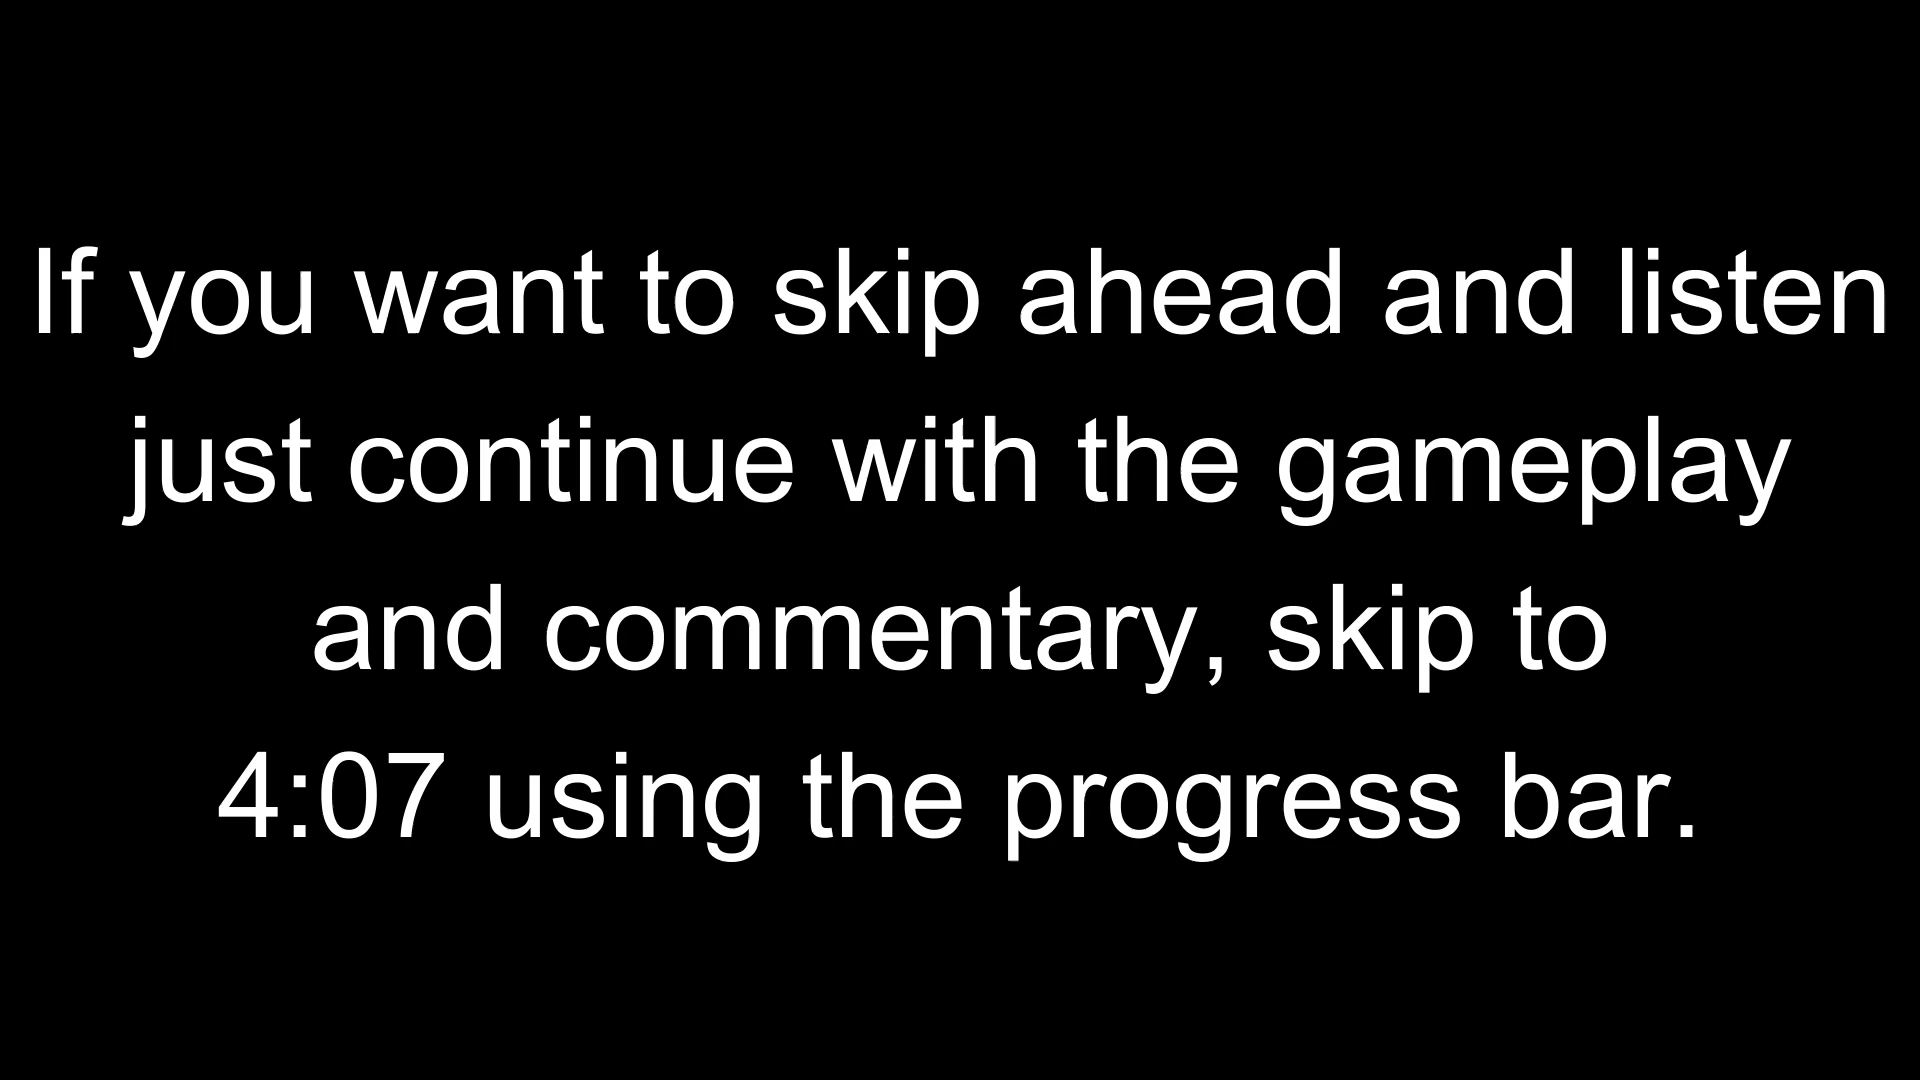 If you want to skip ahead and listen
just continue with the gameplay
and commentary, skip to
4:07 using the progress bar.